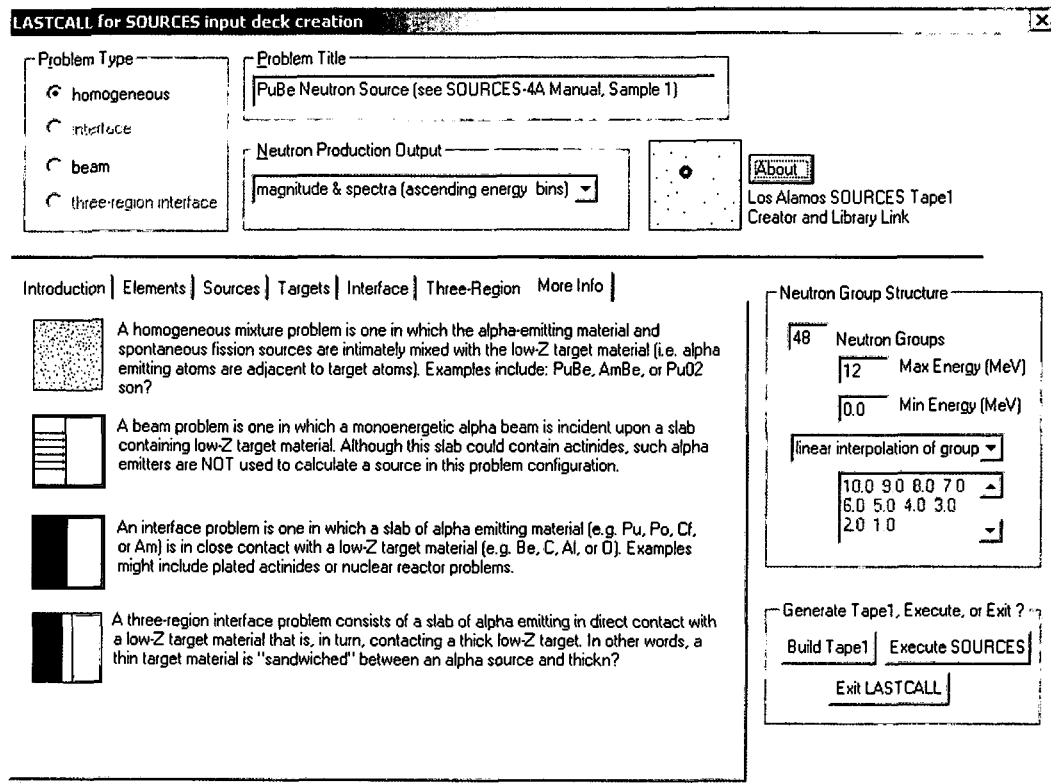 LASTCALL for SOURCES input deck creation
Problem Type
homogeneous
interface
beam
three-region interface
Problem Title
PuBe Neutron Source (see SOURCES-4A Manual, Sample 1)
Neutron Production Output
magnitude & spectra (ascending energy bins)
About
Los Alamos SOURCES Tape1
Creator and Library Link
Introduction
Elements
Sources
Targets
Interface
Three-Region
More Info
A homogeneous mixture problem is one in which the alpha-emitting material and
spontaneous fission sources are intimately mixed with the low-Z target material (i.e. alpha
emitting atoms are adjacent to target atoms). Examples include: PuBe, AmBe, or Pu02
son?
A beam problem is one in which a monoenergetic alpha beam is incident upon a slab
containing low-Z target material. Although this slab could contain actinides, such alpha
emitters are NOT used to calculate a source in this problem configuration.
An interface problem is one in which a slab of alpha emitting material (e.g. Pu, Po, Cf,
or Am) is in close contact with a low-Z target material (e.g. Be, C, Al, or O). Examples
might include plated actinides or nuclear reactor problems.
A three-region interface problem consists of a slab of alpha emitting in direct contact with
a low-Z target material that is, in turn, contacting a thick low-Z target. In other words, a
thin target material is "sandwiched" between an alpha source and thickn?
Neutron Group Structure
48 Neutron Groups
12 Max Energy (MeV)
0.0 Min Energy (MeV)
linear interpolation of group
10.0 9.0 8.0 7.0
6.0 5.0 4.0 3.0
2.0 1.0
Generate Tape1, Execute, or Exit ?
Build Tape1
Execute SOURCES
Exit LASTCALL